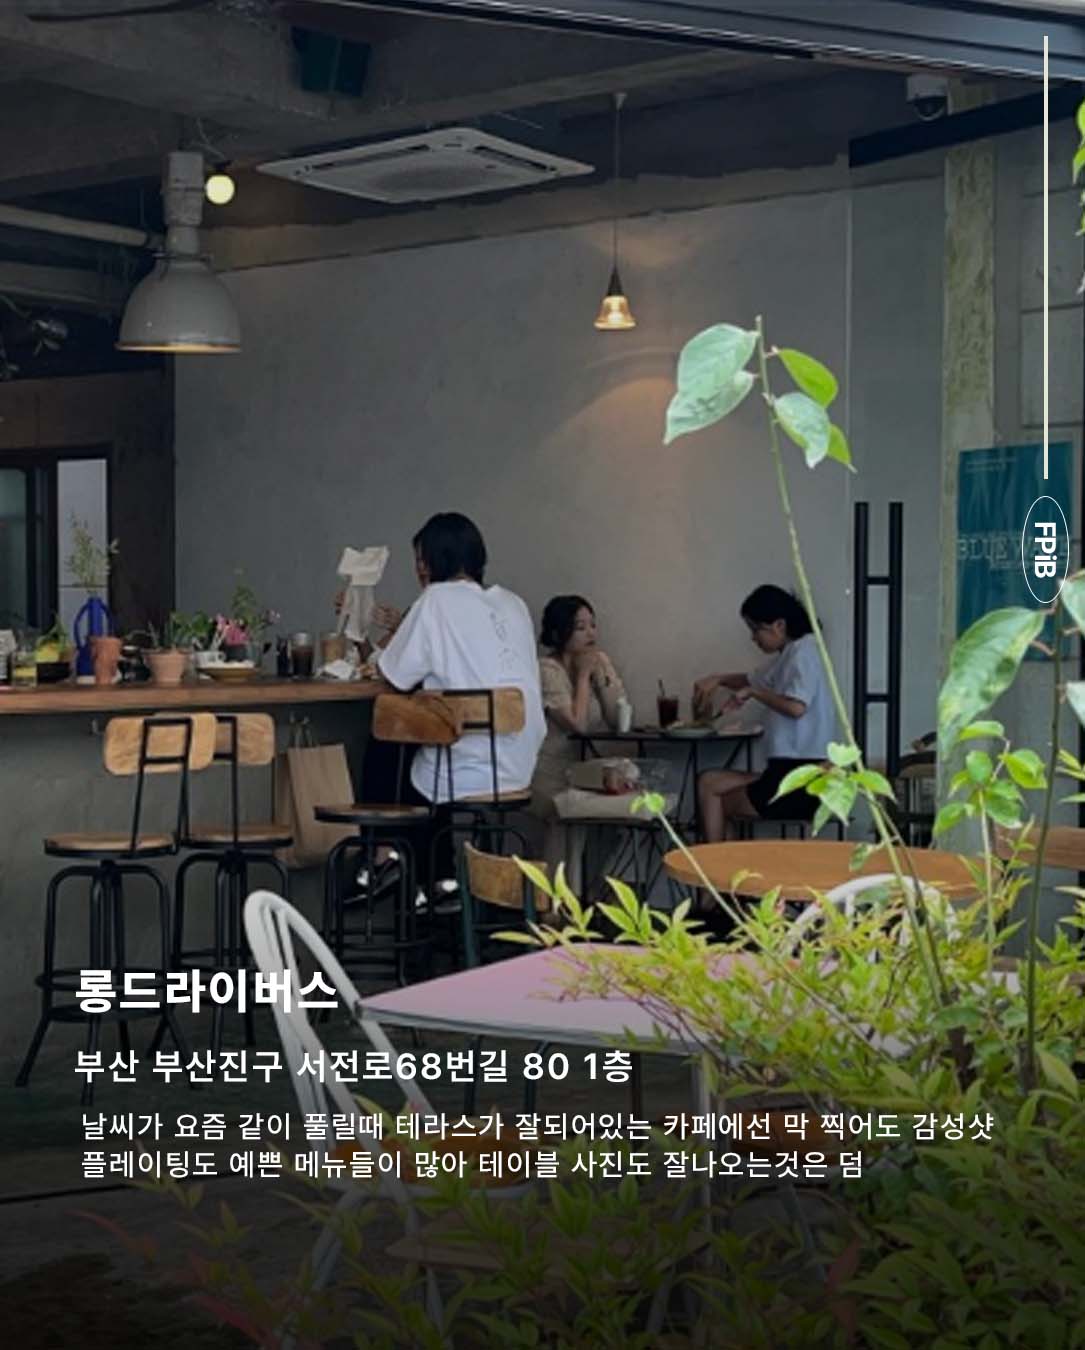 FPiB
롱드라이버스
부산 부산진구 서전로68번길 80 1층
날씨가 요즘 같이 풀릴때 테라스가 잘되어있는 카페에선 막 찍어도 감성샷
플레이팅도 예쁜 메뉴들이 많아 테이블 사진도 잘나오는것은 덤